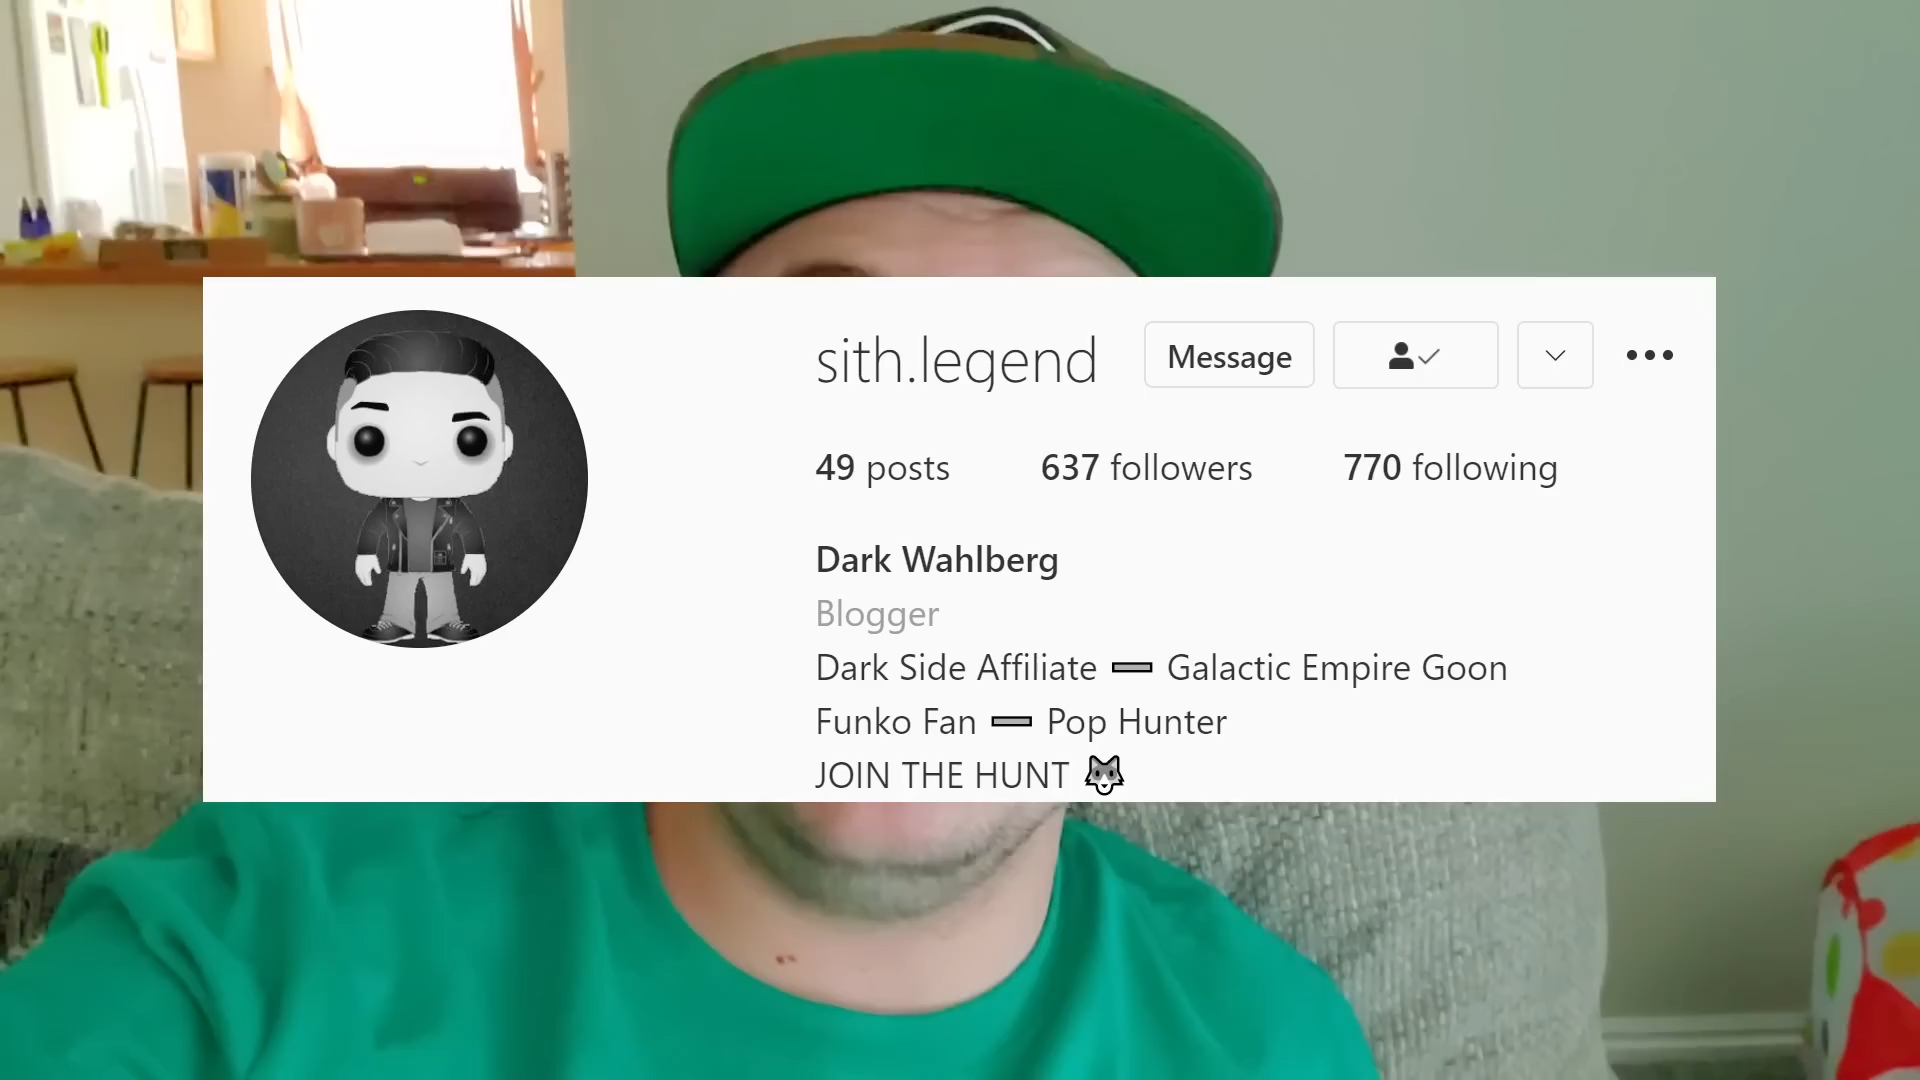 sith.legend Message
49 posts 637 followers 770 following
Dark Wahlberg
Blogger
Dark Side Affiliate ➖ Galactic Empire Goon
Funko Fan ➖ Pop Hunter
JOIN THE HUNT 🐺